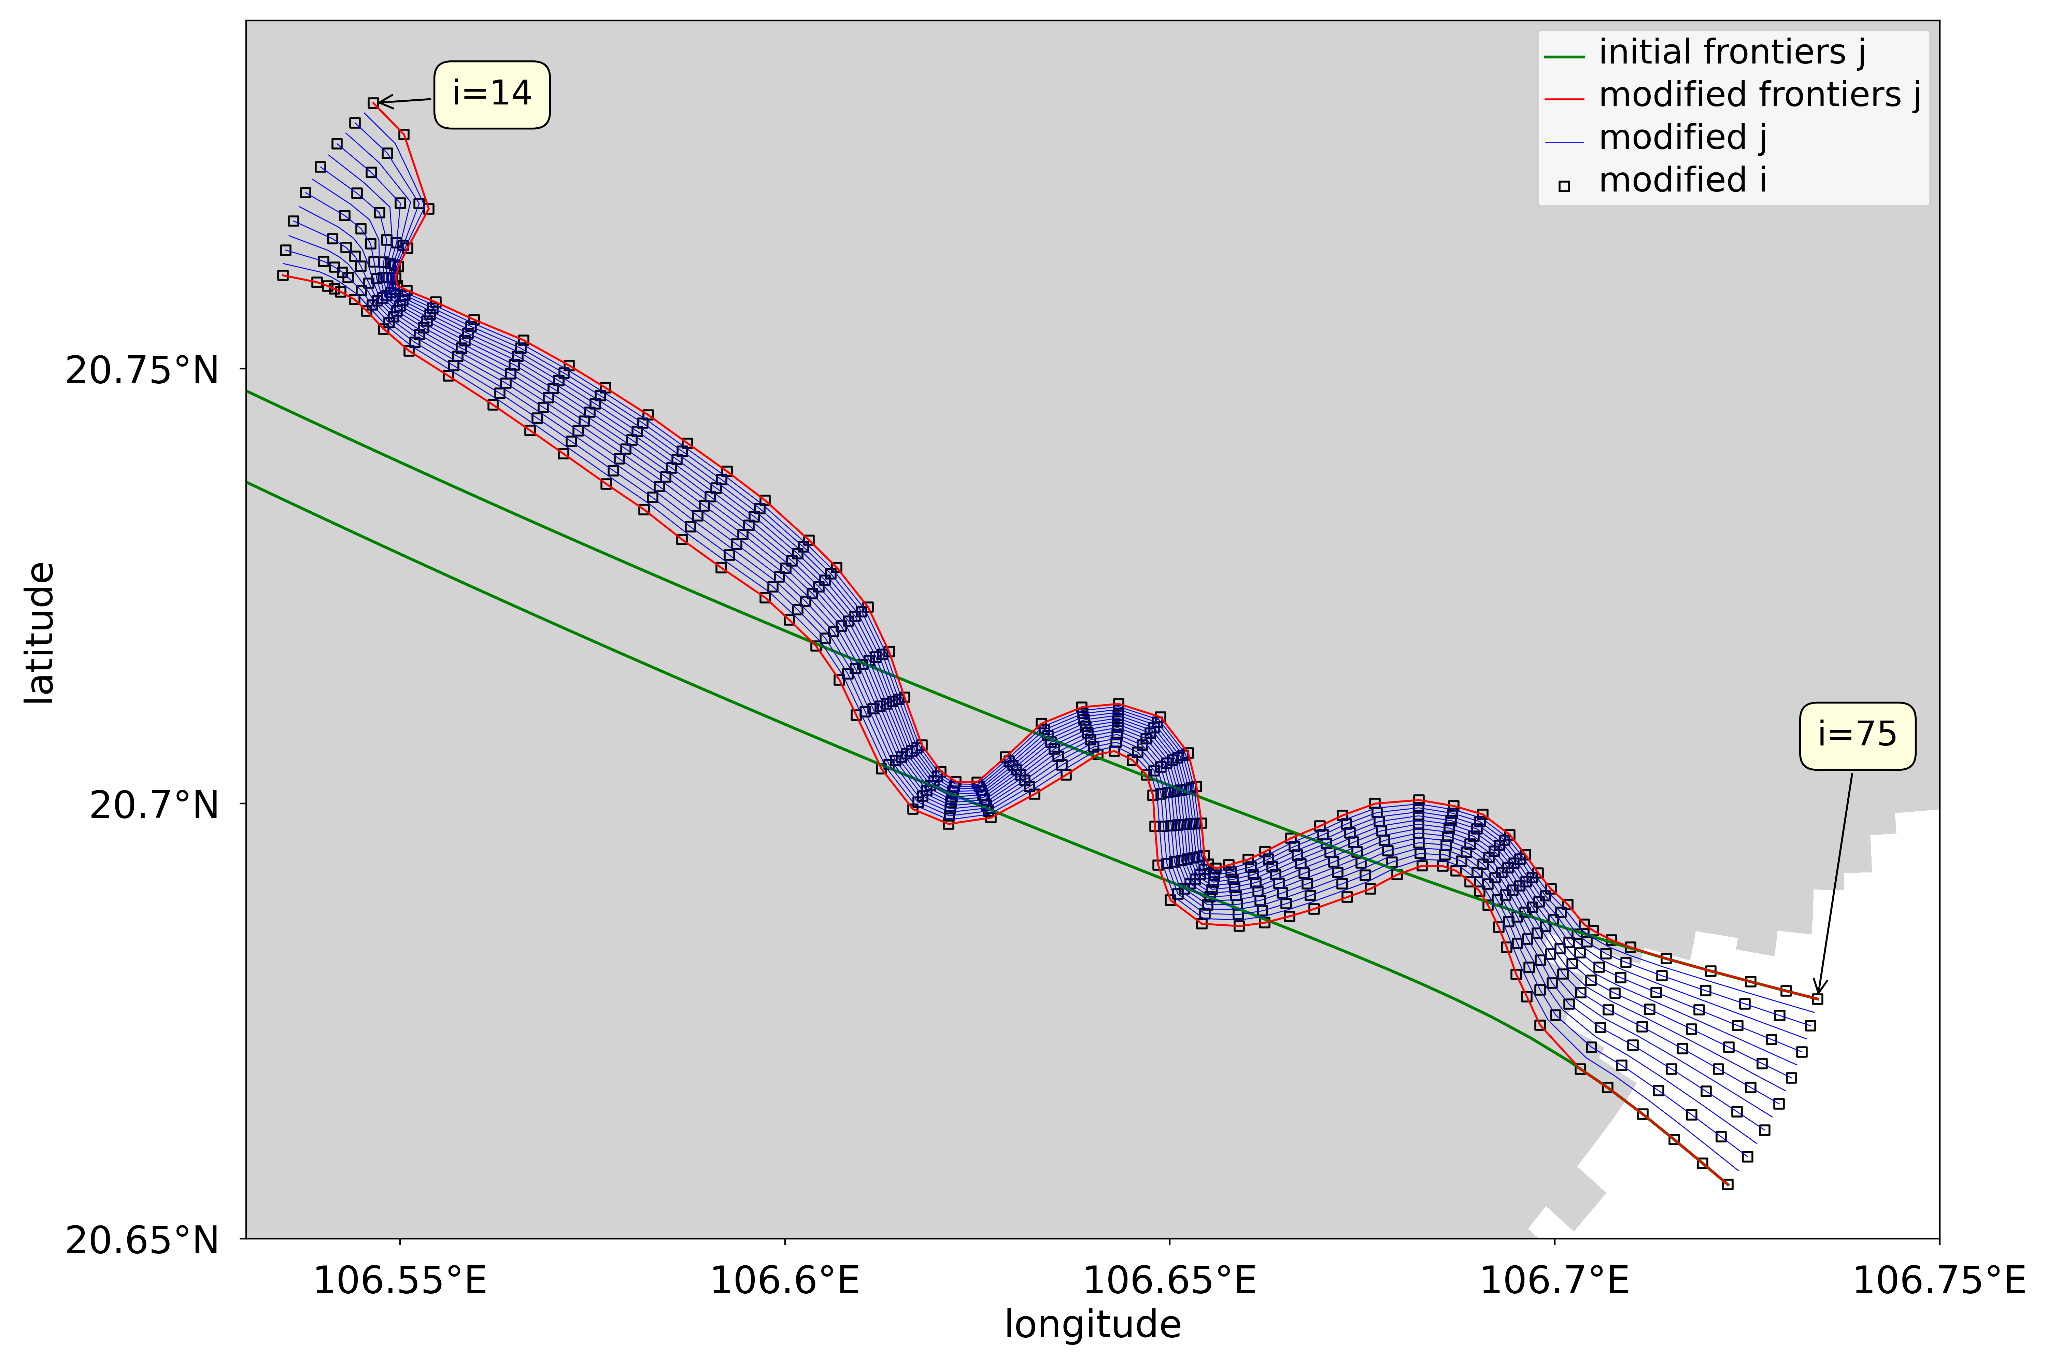 i=14
initial frontiers j
modified frontiers j
modified j
modified i
20.75°N
latitude
i=75
20.7°N
20.65°N
106.55°E
106.6°E
106.65°E
106.7°E
106.75°E
longitude